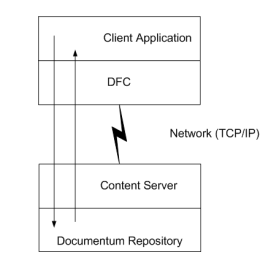 Client Application
DFC
Network (TCP/IP)
Content Server
Documentum Repository